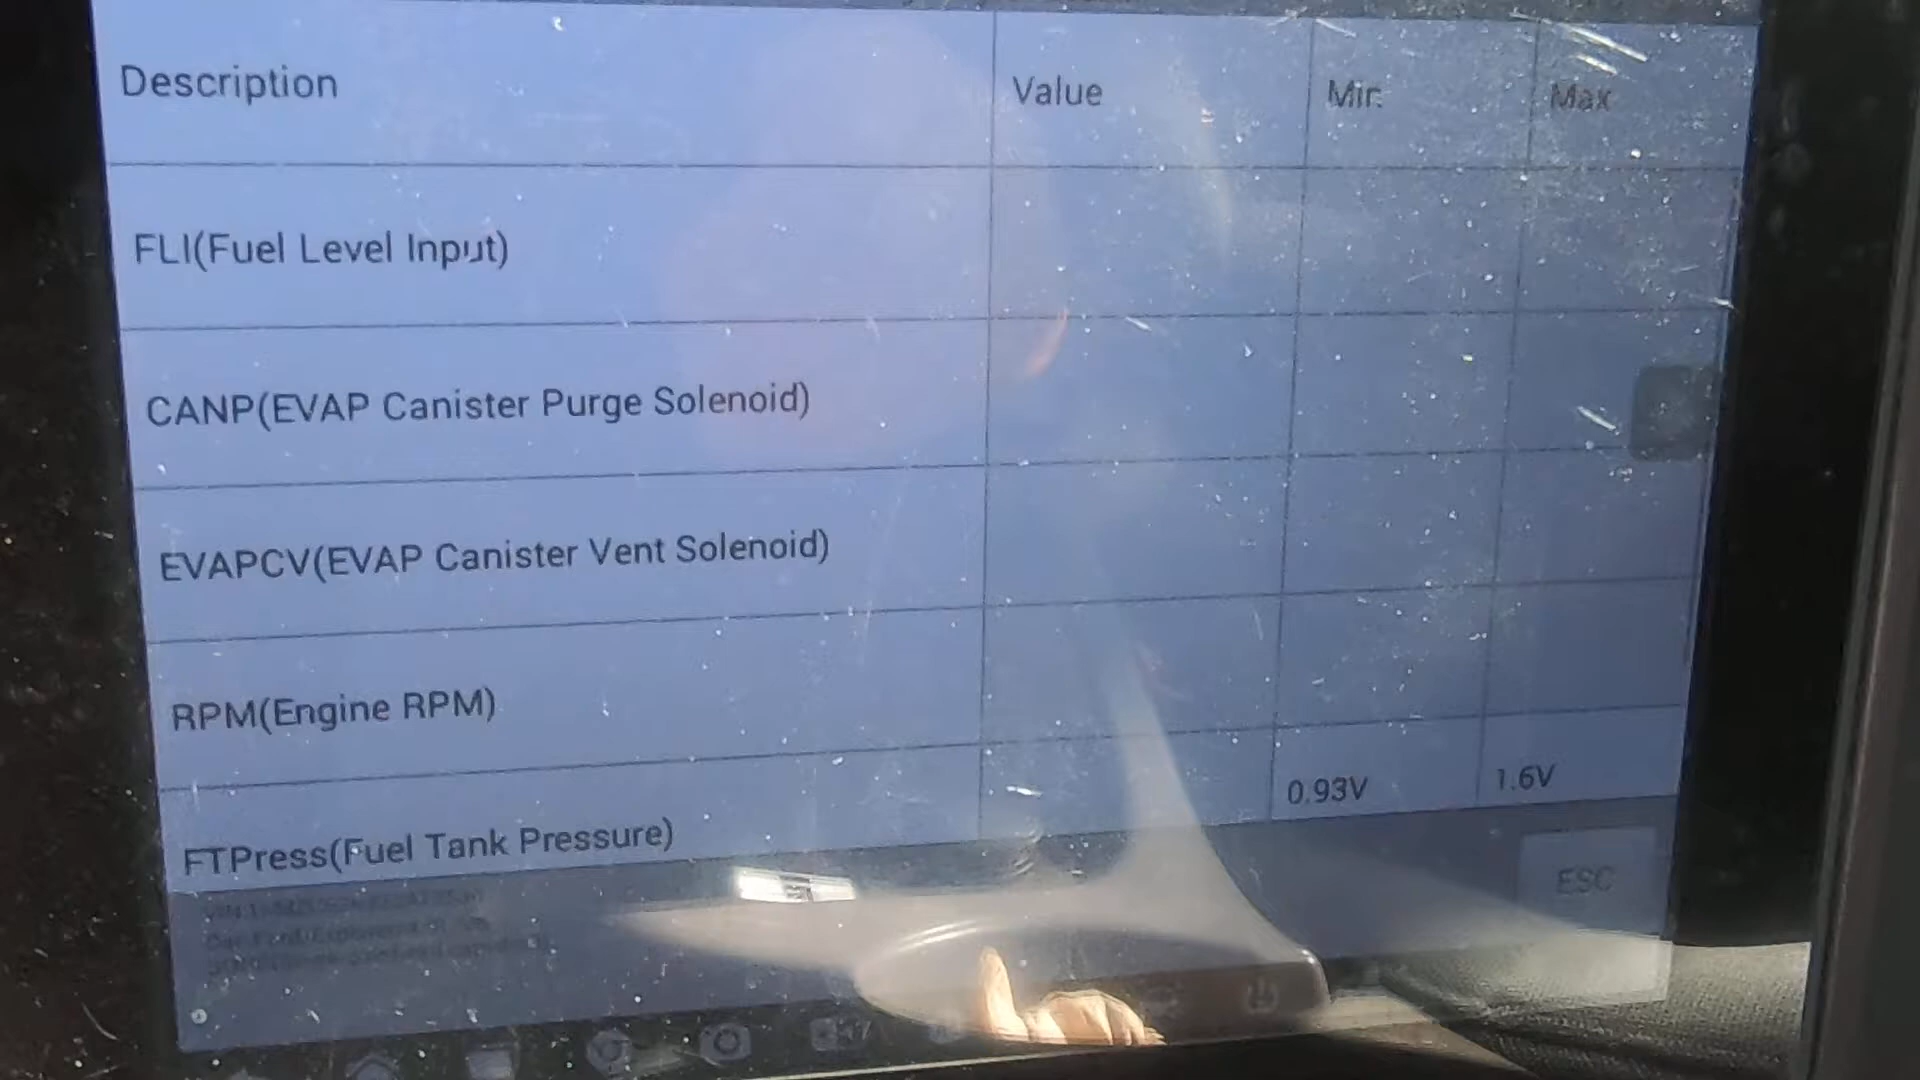 Description Value Min Max
FLI(Fuel Level Input)
CANP(EVAP Canister Purge Solenoid)
EVAPCV(EVAP Canister Vent Solenoid)
RPM(Engine RPM)
FTPress(Fuel Tank Pressure) 0.93V 1.6V
ESC